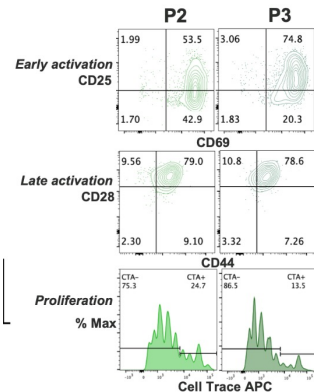 P2 P3
1.99 53.5 3.06 74.8
Early activation
CD25
1.70 42.9 1.83 20.3
CD69
9.56 79.0 10.8 78.6
Late activation
CD28
2.30 9.10 3.32 7.26
CD44
CTA- CTA+ CTA- CTA+
75.3 24.7 86.5 13.5
Proliferation
% Max
Cell Trace APC